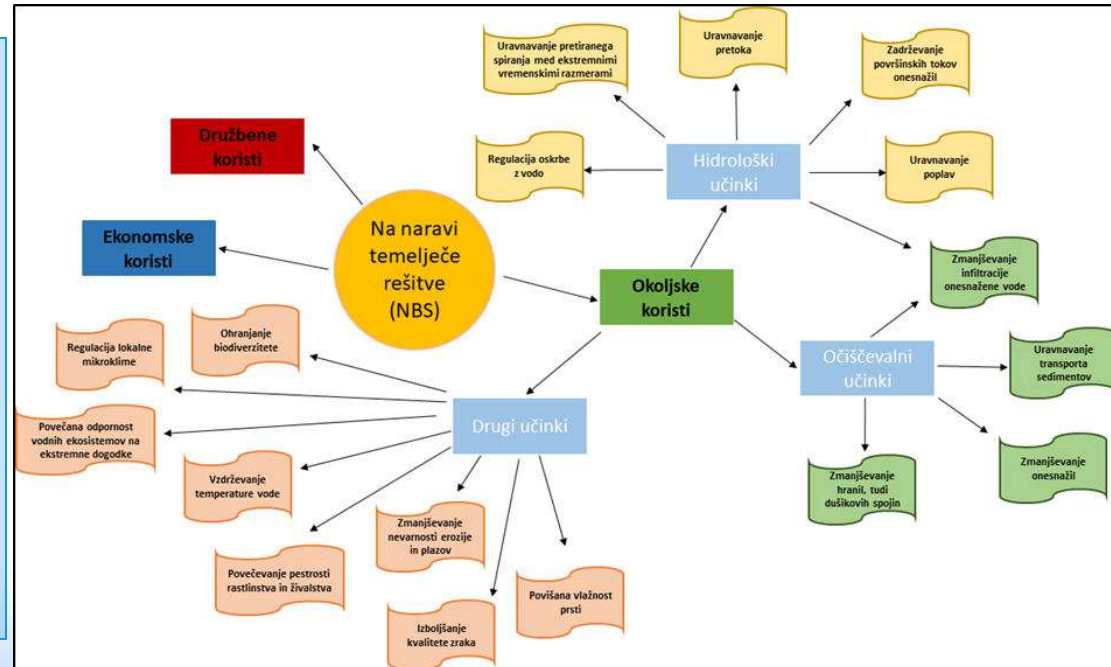 Uravnavanje pretiranega
spiranja med ekstremnimi
vremenskimi razmerami
Uravnavanje
pretoka
Zadrževanje
površinskih tokov
onesnažil
Družbene
koristi
Regulacija oskrbe
z vodo
Hidrološki
učinki
Uravnavanje
poplav
Ekonomske
koristi
Na naravi
temelječe
rešitve
(NBS)
Okoljske
koristi
Zmanjševanje
infiltracije
onesnažene vode
Regulacija lokalne
mikroklime
Ohranjanje
biodiverzitete
Očiščevalni
učinki
Uravnavanje
transporta
sedimentov
Povečana odpornost
vodnih ekosistemov na
ekstremne dogodke
Drugi učinki
Vzdrževanje
temperature vode
Zmanjševanje
hranil, tudi
dušikovih spojin
Zmanjševanje
onesnažil
Zmanjševanje
nevarnosti erozije
in plazov
Povečevanje pestrosti
rastlinstva in živalstva
Povišana vlažnost
prsti
Izboljšanje
kvalitete zraka